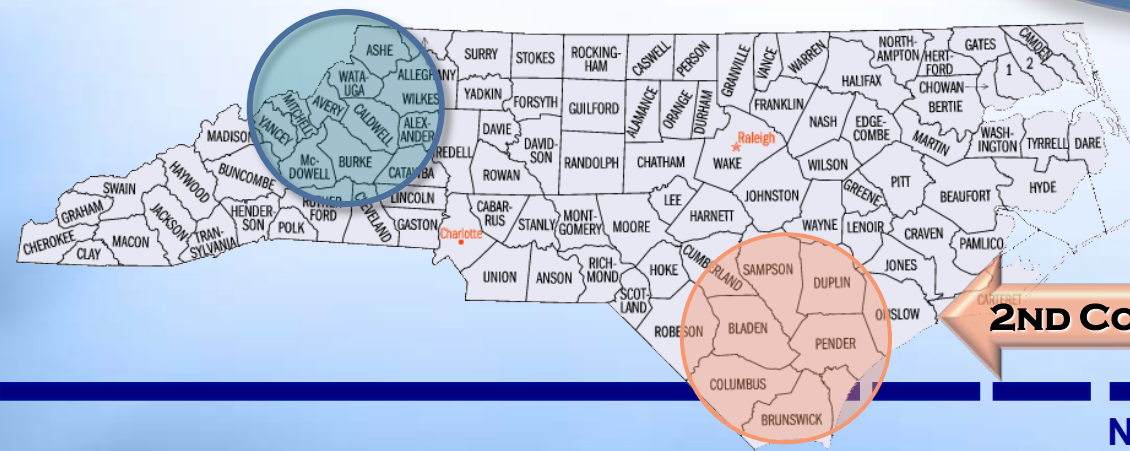 ASHE
SURRY
STOKES
ROCKING-
HAM
CASWELL
PERSON
GRANVILLE
VANCE
WARREN
NORTH-
AMPTON
HERT-
FORD
GATES
CAMDEN
1
2
WATA-
UGA
ALLEGHANY
HALIFAX
CHOWAN
BERTIE
MITCHELL
AVERY
CALDWELL
WILKES
YADKIN
FORSYTH
GUILFORD
ALAMANCE
ORANGE
DURHAM
FRANKLIN
NASH
EDGE-
COMBE
MARTIN
WASH-
INGTON
TYRRELL
DARE
MADISON
YANCEY
ALEX-
ANDER
DAVIE
DAVID-
SON
Raleigh
WAKE
Mc-
DOWELL
BURKE
CATAWBA
IREDELL
ROWAN
RANDOLPH
CHATHAM
WILSON
PITT
BEAUFORT
HYDE
SWAIN
HAYWOOD
BUNCOMBE
RUTHER-
FORD
CLEVELAND
LINCOLN
LEE
JOHNSTON
GREENE
GRAHAM
JACKSON
HENDER-
SON
POLK
GASTON
Charlotte
CABAR-
RUS
STANLY
MONT-
GOMERY
MOORE
HARNETT
WAYNE
LENOIR
CRAVEN
PAMLICO
CHEROKEE
CLAY
MACON
TRAN-
SYLVANIA
UNION
ANSON
RICH-
MOND
HOKE
CUMBERLAND
SAMPSON
DUPLIN
JONES
CARTERET
SCOT-
LAND
ROBESON
BLADEN
PENDER
ONSLOW
2ND CO
COLUMBUS
BRUNSWICK
N